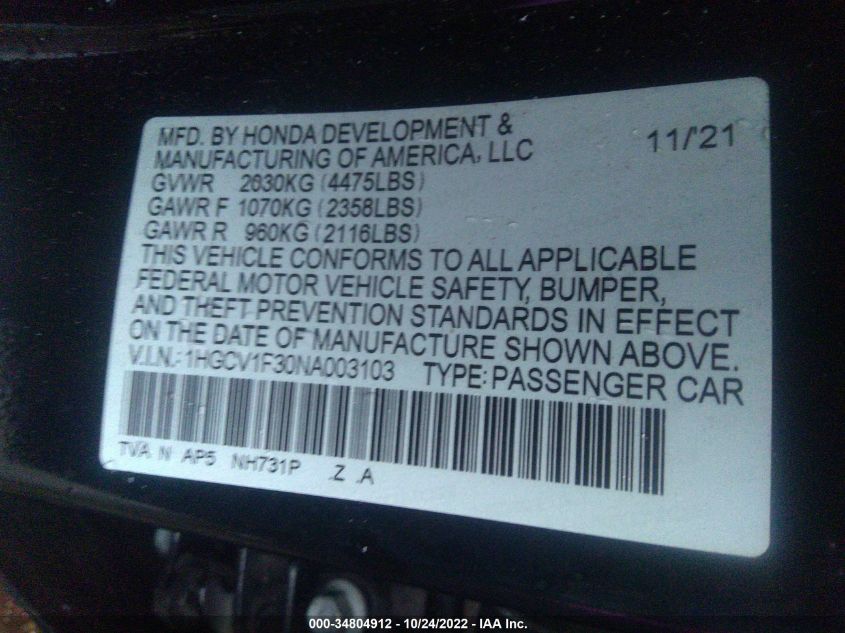 MFD. BY HONDA DEVELOPMENT & 11/'21
MANUFACTURING OF AMERICA, LLC
GVWR 2030KG (4475LBS)
GAWR F 1070KG (2358LBS)
GAWR R 960KG (2116LBS)
THIS VEHICLE CONFORMS TO ALL APPLICABLE
FEDERAL MOTOR VEHICLE SAFETY, BUMPER,
AND THEFT PREVENTION STANDARDS IN EFFECT
ON THE DATE OF MANUFACTURE SHOWN ABOVE.
V.I.N.: 1HGCV1F30NA003103 TYPE: PASSENGER CAR
TVA N AP5 NH731P Z A
000-34804912 - 10/24/2022 - IAA Inc.